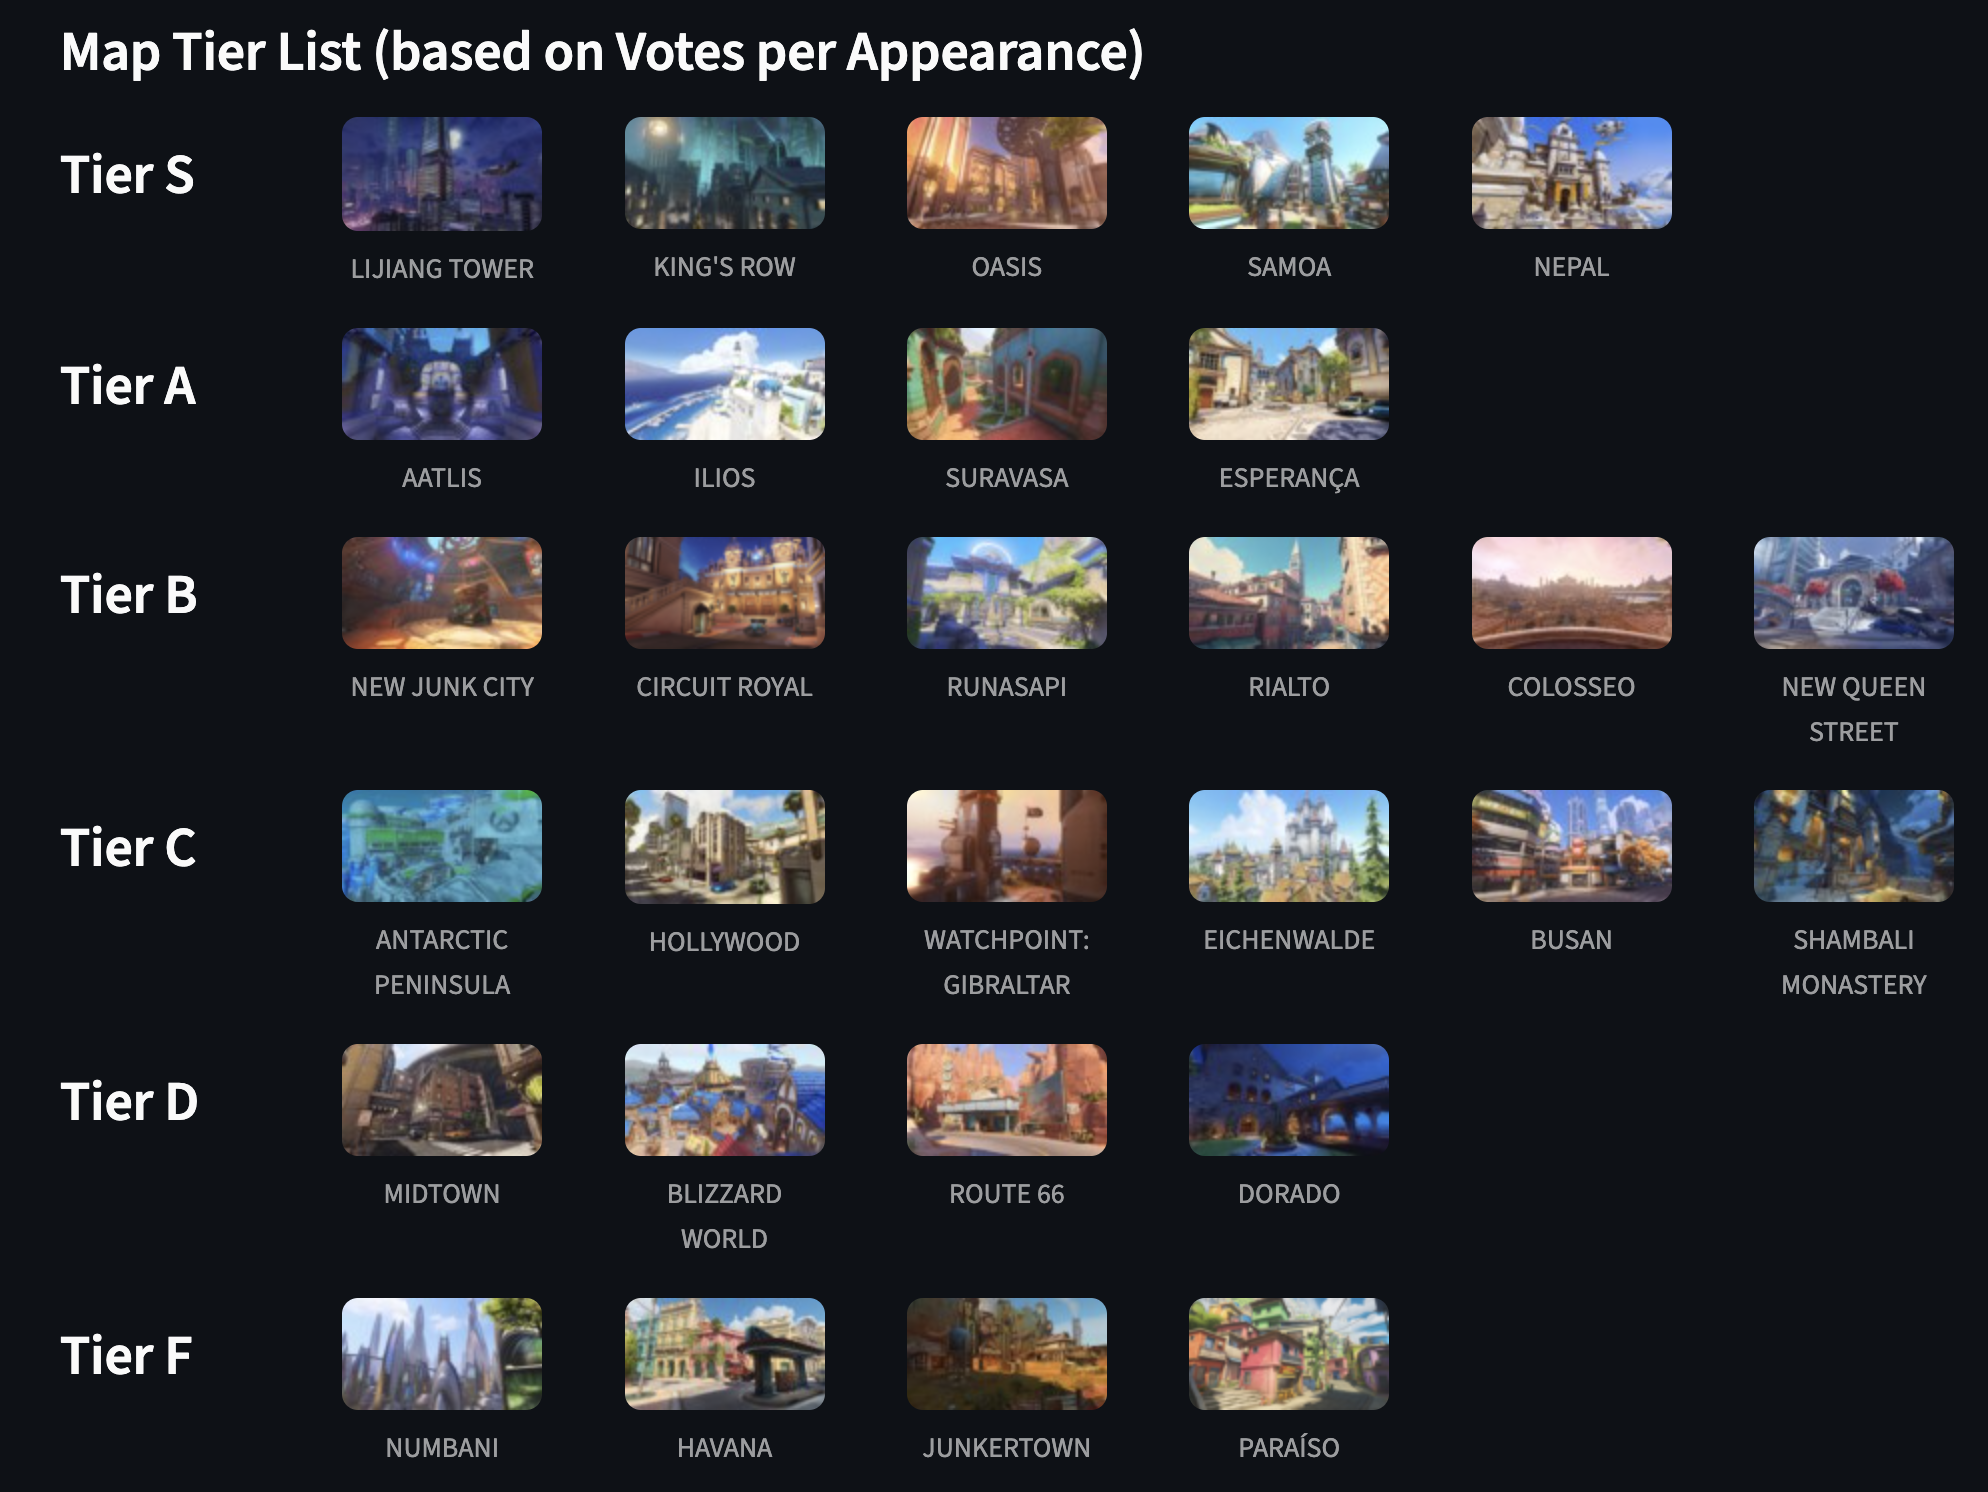 Map Tier List (based on Votes per Appearance)
Tier S
LIJIANG TOWER
KING'S ROW
OASIS
SAMOA
NEPAL
Tier A
AATLIS
ILIOS
SURAVASA
ESPERANÇA
Tier B
NEW JUNK CITY
CIRCUIT ROYAL
RUNASAPI
RIALTO
COLOSSEO
NEW QUEEN
STREET
Tier C
ANTARCTIC
PENINSULA
HOLLYWOOD
WATCHPOINT:
GIBRALTAR
EICHENWALDE
BUSAN
SHAMBALI
MONASTERY
Tier D
MIDTOWN
BLIZZARD
WORLD
ROUTE 66
DORADO
Tier F
NUMBANI
HAVANA
JUNKERTOWN
PARAÍSO